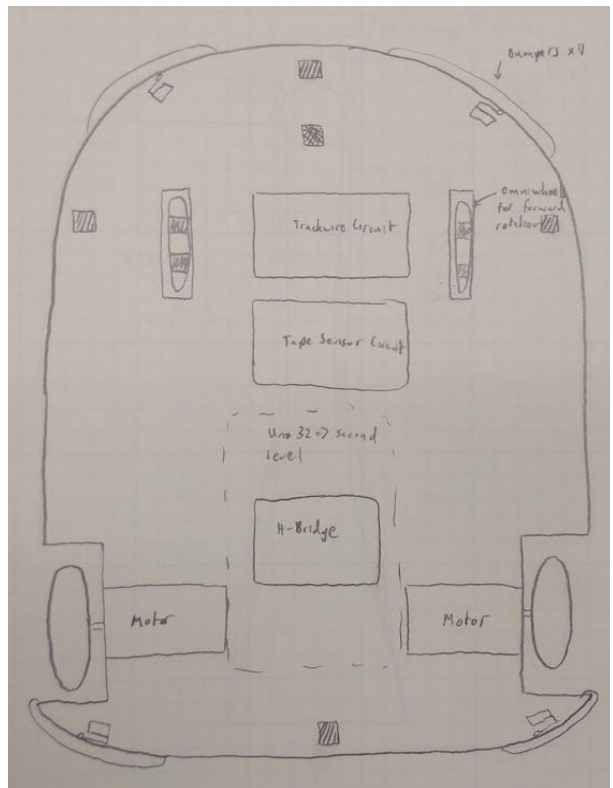 Bumpers x4
Omniwheel
for forward
rotation
Trackwire Circuit
Tape Sensor Circuit
Uno 32 => second
level
H-Bridge
Motor
Motor